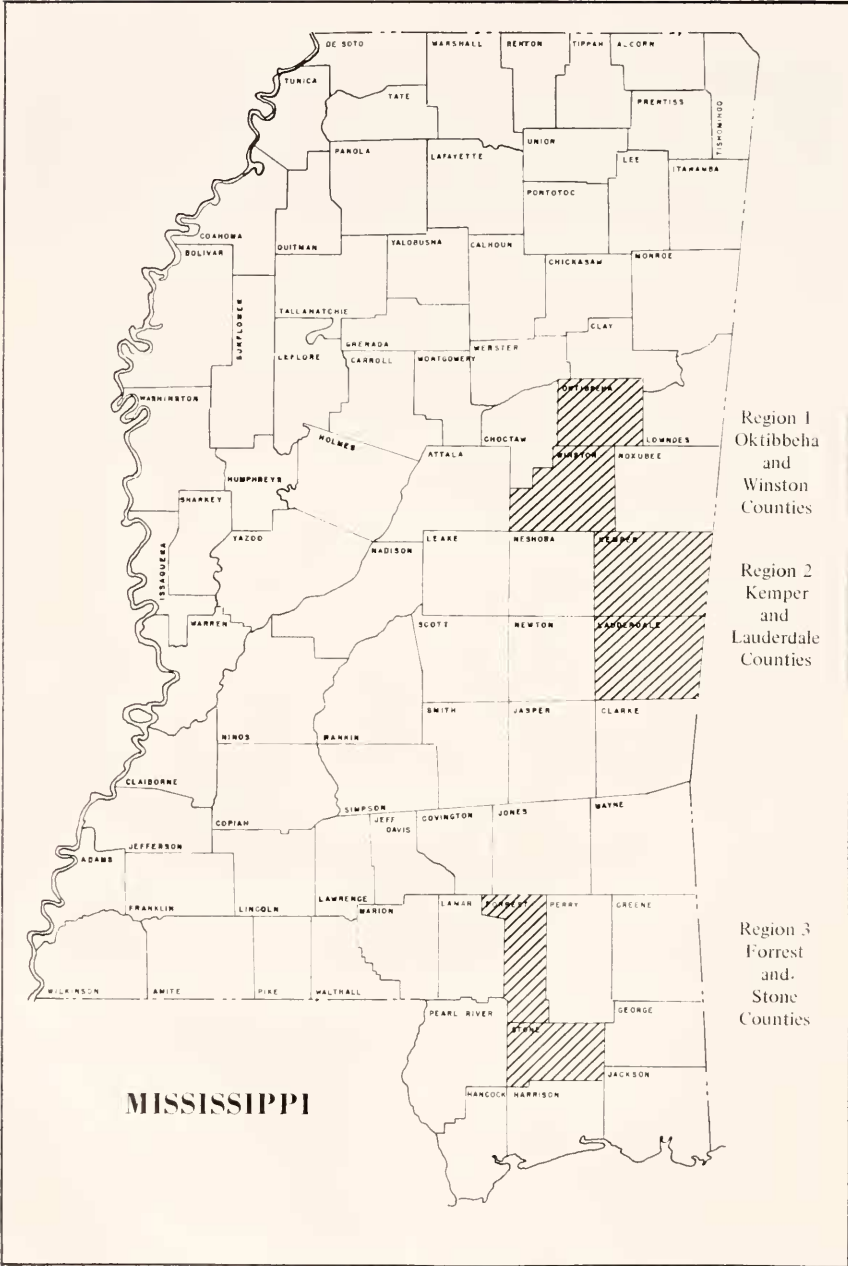 DE SOTO
MARSHALL
BENTON
TIPPAH
ALCORN
TUNICA
TATE
PRENTISS
TISHOMINGO
PANOLA
LAFAYETTE
UNION
LEE
ITAWAMBA
PONTOTOC
COAHOMA
QUITMAN
YALOBUSHA
CALHOUN
BOLIVAR
CHICKASAW
MONROE
TALLAHATCHIE
SUNFLOWER
GRENADA
CLAY
LEFLORE
CARROLL
MONTGOMERY
WEBSTER
WASHINGTON
OKTIBBEHA
HOLMES
CHOCTAW
LOWNDES
ATTALA
WINSTON
NOXUBEE
HUMPHREYS
SHARKEY
YAZOO
MADISON
LEAKE
NESHOBA
KEMPER
ISSAQUENA
WARREN
SCOTT
NEWTON
LAUDERDALE
SMITH
JASPER
CLARKE
HINDS
RANKIN
CLAIBORNE
SIMPSON
COPIAH
JEFF
DAVIS
COVINGTON
JONES
WAYNE
JEFFERSON
ADAMS
FRANKLIN
LINCOLN
LAWRENCE
MARION
LAMAR
FORREST
PERRY
GREENE
WILKINSON
AMITE
PIKE
WALTHALL
PEARL RIVER
STONE
GEORGE
JACKSON
HANCOCK
HARRISON
Region 1
Oktibbeha
and
Winston
Counties
Region 2
Kemper
and
Lauderdale
Counties
Region 3
Forrest
and
Stone
Counties
MISSISSIPPI